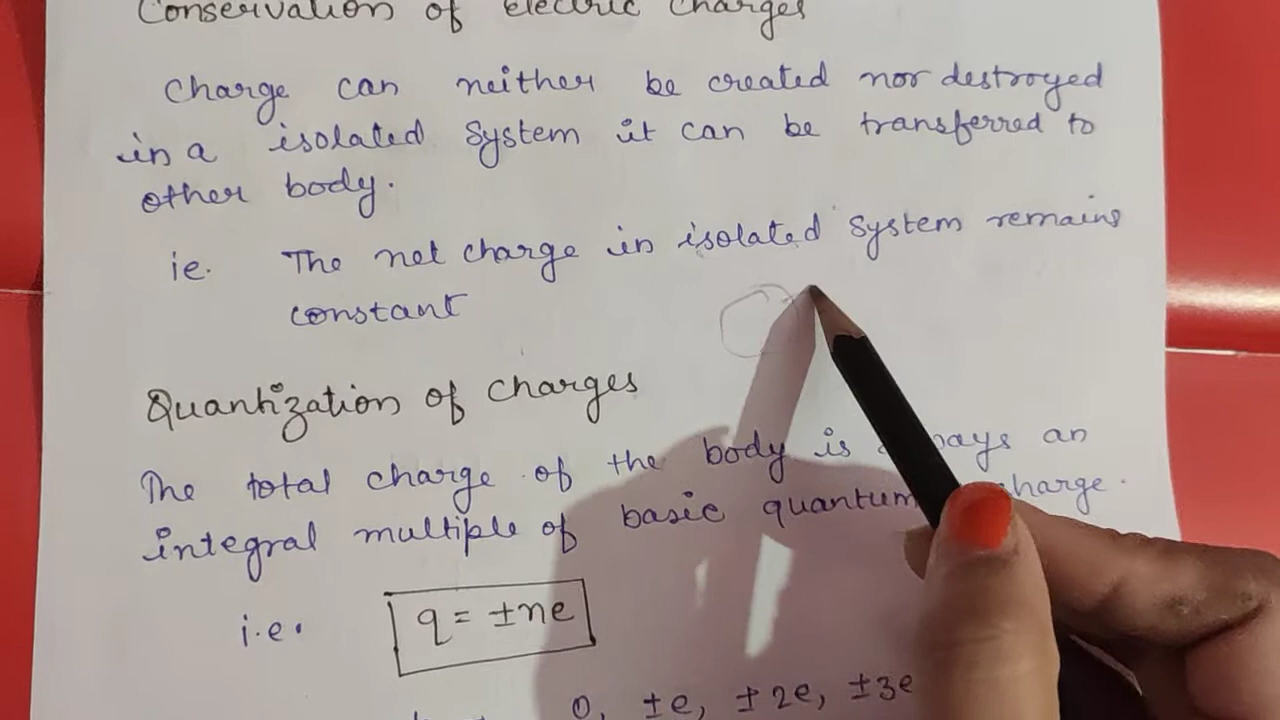 Conservation of electric charges
Charge can neither be created nor destroyed
in a isolated system it can be transferred to
other body.
ie. The net charge in isolated system remains
constant
Quantization of charges
The total charge of the body is an
integral multiple of basic quantum charge.
i.e. q = ±ne
0, ±e, ±2e, ±3e